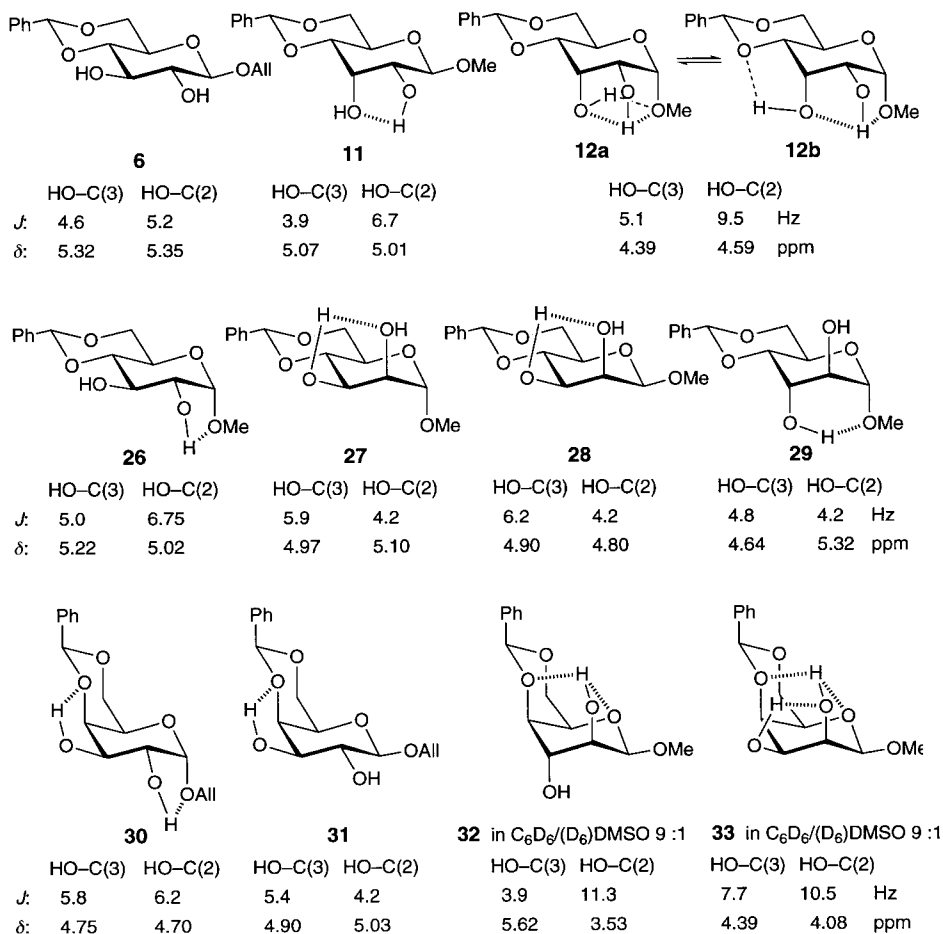 Ph O O O HO OH OAll
Ph O O O HO O H OMe
Ph O O O H O O H OMe
Ph O O O H O O H OMe
6 11 12a 12b
HO–C(3) HO–C(2) HO–C(3) HO–C(2) HO–C(3) HO–C(2)
J: 4.6 5.2 3.9 6.7 5.1 9.5 Hz
δ: 5.32 5.35 5.07 5.01 4.39 4.59 ppm
Ph O O O HO O H OMe
Ph O O O H OH O OMe
Ph O O O H OH O OMe
Ph O O O OH O H OMe
26 27 28 29
HO–C(3) HO–C(2) HO–C(3) HO–C(2) HO–C(3) HO–C(2) HO–C(3) HO–C(2)
J: 5.0 6.75 5.9 4.2 6.2 4.2 4.8 4.2 Hz
δ: 5.22 5.02 4.97 5.10 4.90 4.80 4.64 5.32 ppm
Ph O O H O O O H OAll
Ph O O H O O OH OAll
Ph O O H O O OH OMe
Ph O O H H O O O OMe
30 31 32 in C6D6/(D6)DMSO 9 :1 33 in C6D6/(D6)DMSO 9 :1
HO–C(3) HO–C(2) HO–C(3) HO–C(2) HO–C(3) HO–C(2) HO–C(3) HO–C(2)
J: 5.8 6.2 5.4 4.2 3.9 11.3 7.7 10.5 Hz
δ: 4.75 4.70 4.90 5.03 5.62 3.53 4.39 4.08 ppm